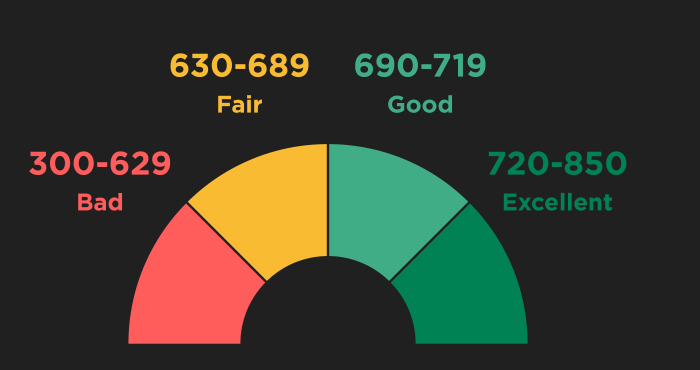 300-629
Bad
630-689
Fair
690-719
Good
720-850
Excellent